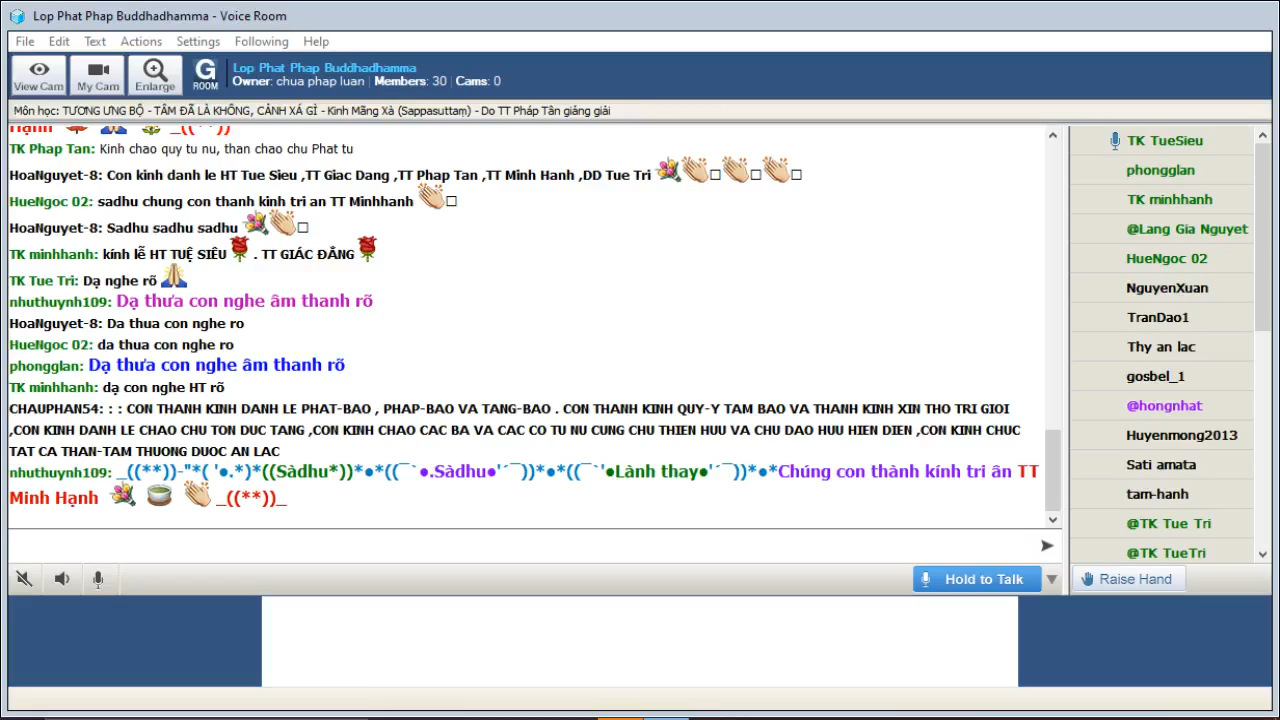 Lop Phat Phap Buddhadhamma - Voice Room
File Edit Text Actions Settings Following Help
View Cam My Cam Enlarge G ROOM
Lop Phat Phap Buddhadhamma
Owner: chua phap luan | Members: 30 | Cams: 0
Môn học: TƯƠNG ƯNG BỘ - TÂM ĐÃ LÀ KHÔNG, CẢNH XÁ GÌ - Kinh Mãng Xà (Sappasuttaṃ) - Do TT Pháp Tân giảng giải
Hạnh _((**))
TK Phap Tan: Kinh chao quy tu nu, than chao chu Phat tu
HoaNguyet-8: Con kinh danh le HT Tue Sieu ,TT Giac Dang ,TT Phap Tan ,TT Minh Hanh ,DD Tue Tri
HueNgoc 02: sadhu chung con thanh kinh tri an TT Minhhanh
HoaNguyet-8: Sadhu sadhu sadhu
TK minhhanh: kính lễ HT TUỆ SIÊU . TT GIÁC ĐẲNG
TK Tue Tri: Dạ nghe rõ
nhuthuynh109: Dạ thưa con nghe âm thanh rõ
HoaNguyet-8: Da thua con nghe ro
HueNgoc 02: da thua con nghe ro
phongglan: Dạ thưa con nghe âm thanh rõ
TK minhhanh: dạ con nghe HT rõ
CHAUPHAN54: : : CON THANH KINH DANH LE PHAT-BAO , PHAP-BAO VA TANG-BAO . CON THANH KINH QUY-Y TAM BAO VA THANH KINH XIN THO TRI GIOI
,CON KINH DANH LE CHAO CHU TON DUC TANG ,CON KINH CHAO CAC BA VA CAC CO TU NU CUNG CHU THIEN HUU VA CHU DAO HUU HIEN DIEN ,CON KINH CHUC
TAT CA THAN-TAM THUONG DUOC AN LAC
nhuthuynh109: _((**))-"*( '●.*)*((Sàdhu*))*●*((¯`●.Sàdhu●'´¯))*●*((¯`'●Lành thay●'´¯))*●*Chúng con thành kính tri ân TT
Minh Hạnh _((**))_
Hold to Talk
TK TueSieu
phongglan
TK minhhanh
@Lang Gia Nguyet
HueNgoc 02
NguyenXuan
TranDao1
Thy an lac
gosbel_1
@hongnhat
Huyenmong2013
Sati amata
tam-hanh
@TK Tue Tri
@TK TueTri
Raise Hand